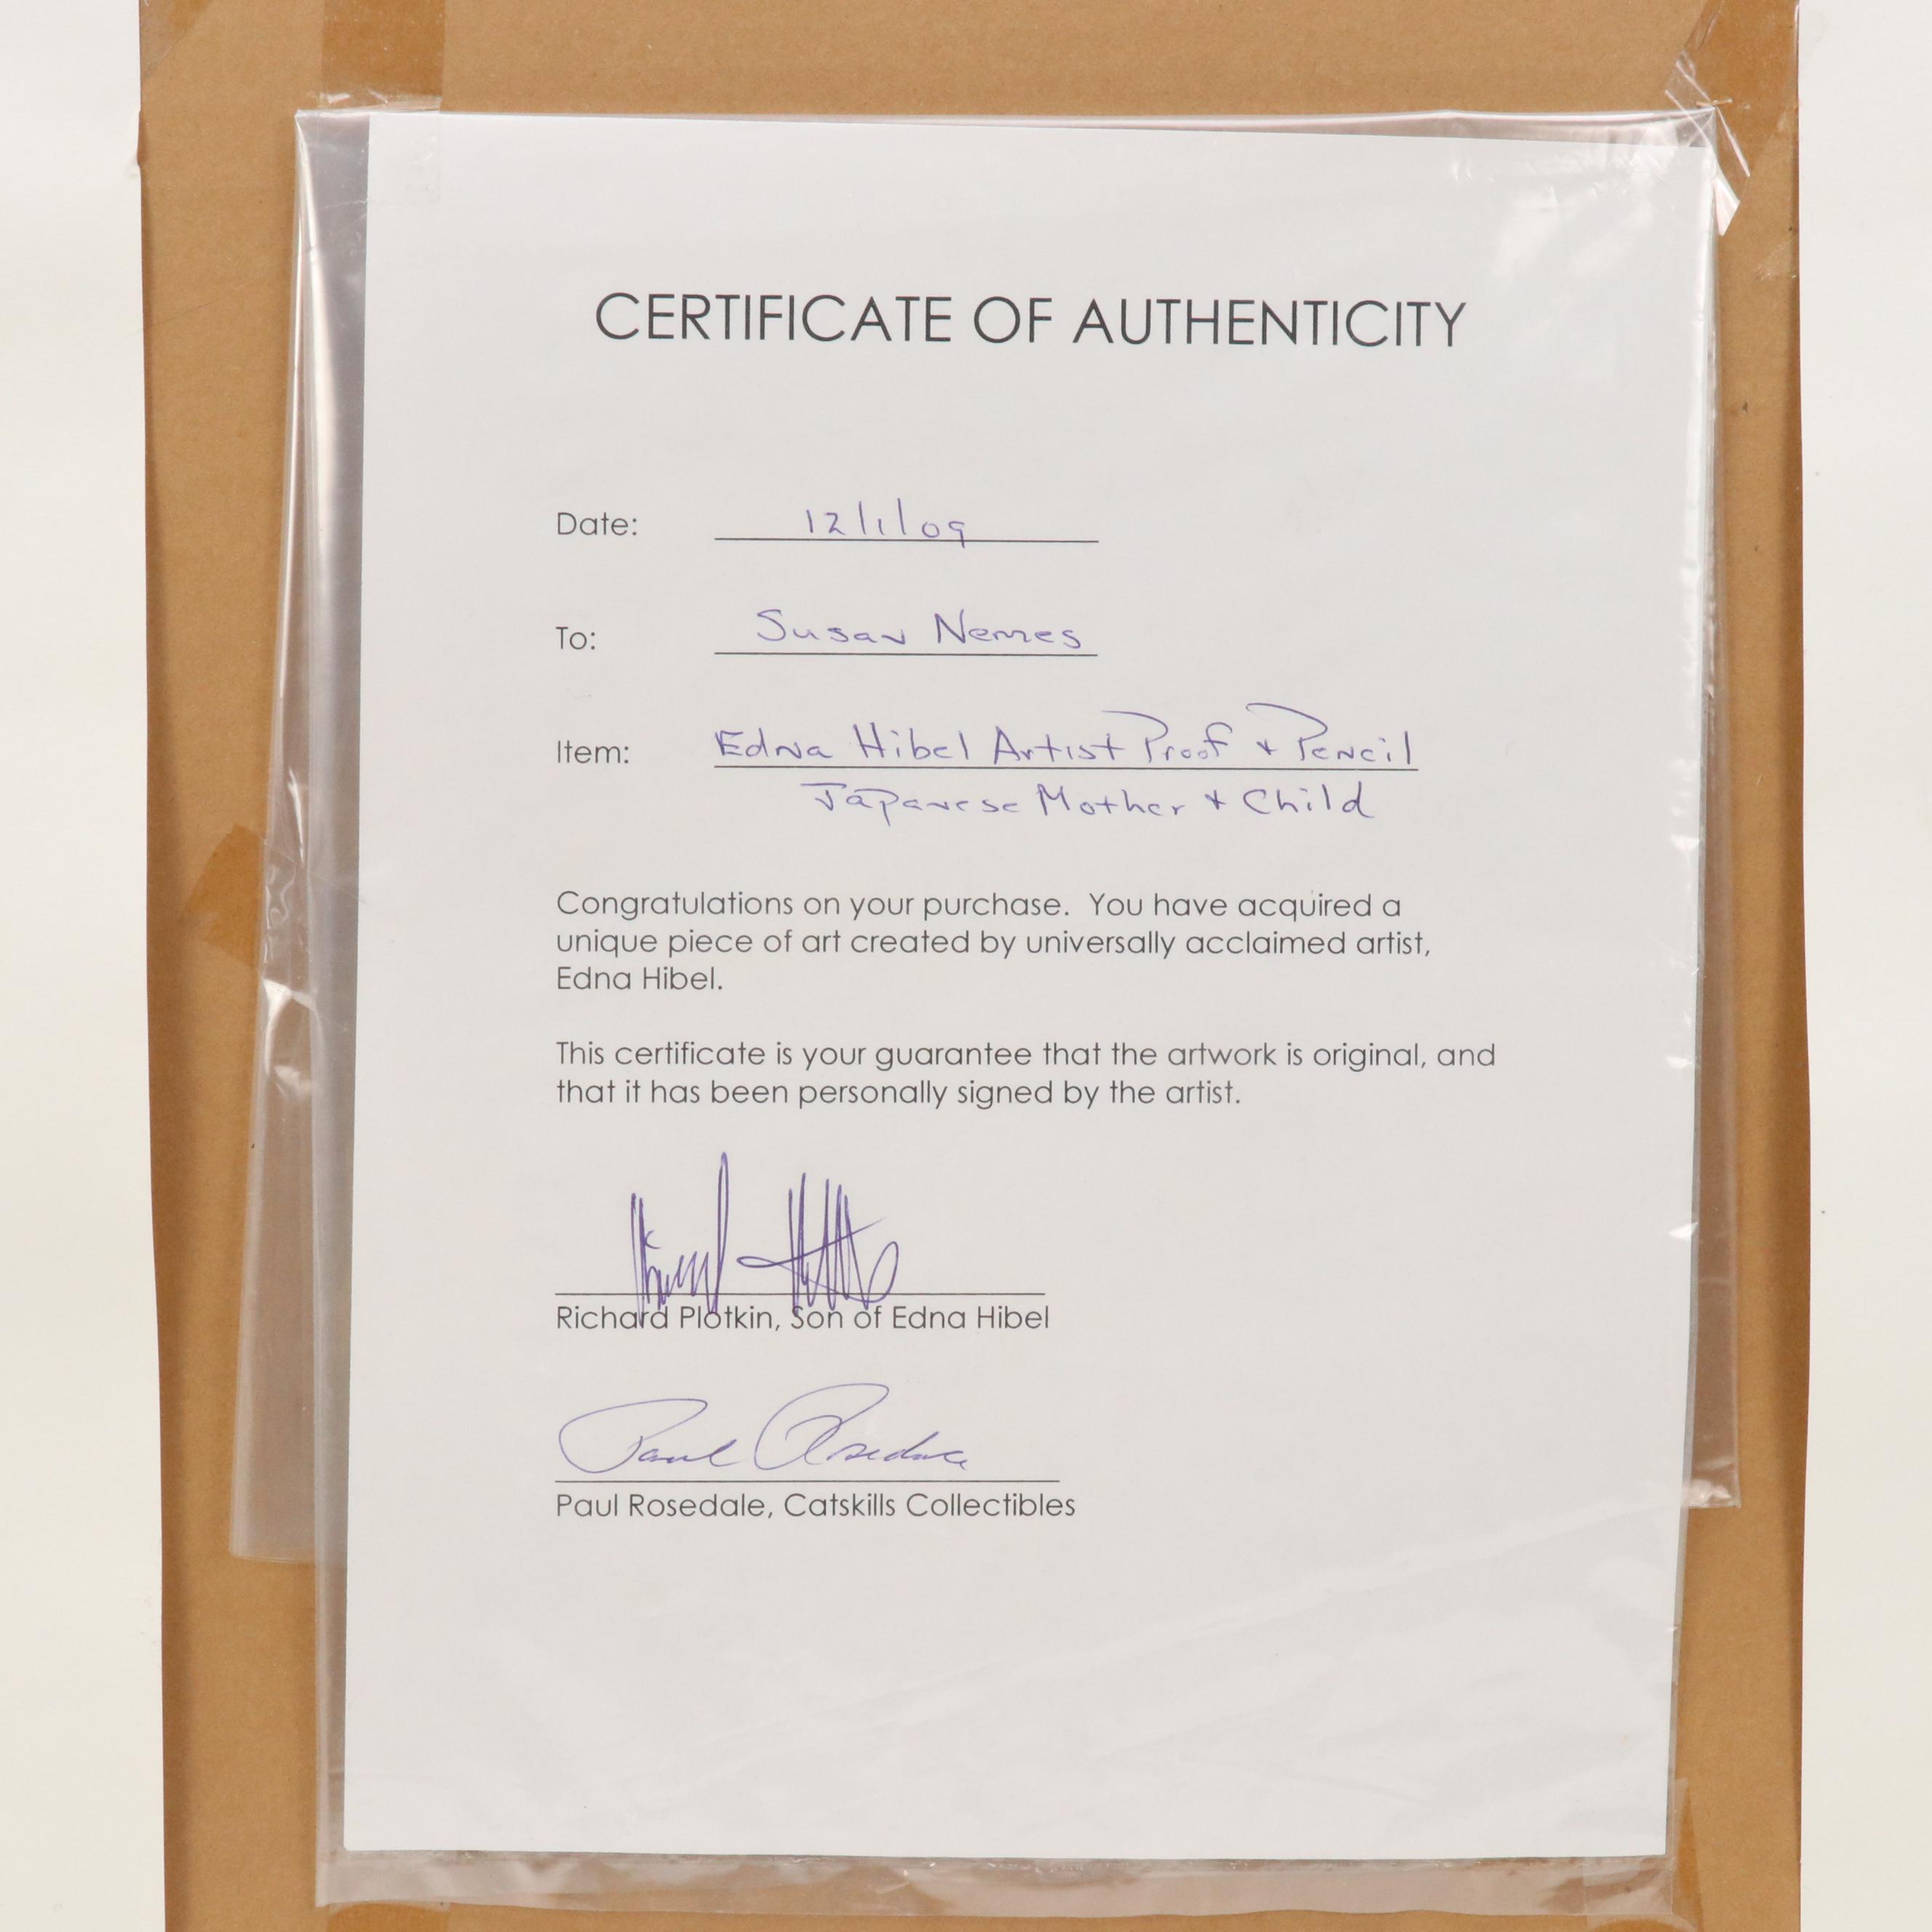 CERTIFICATE OF AUTHENTICITY
Date: 12/1/09
To: Susan Nemes
Item: Edna Hibel Artist Proof + Pencil
Japanese Mother + Child
Congratulations on your purchase. You have acquired a
unique piece of art created by universally acclaimed artist,
Edna Hibel.
This certificate is your guarantee that the artwork is original, and
that it has been personally signed by the artist.
Richard Plotkin, Son of Edna Hibel
Paul Rosedale
Paul Rosedale, Catskills Collectibles